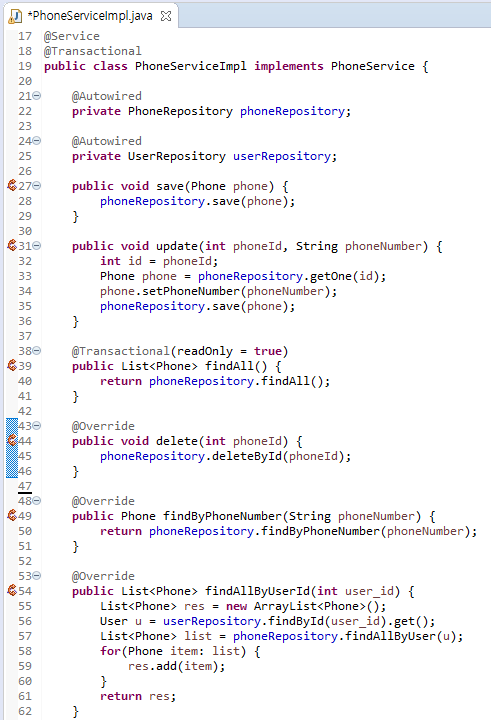 *PhoneServiceImpl.java
17 @Service
18 @Transactional
19 public class PhoneServiceImpl implements PhoneService {
20
21 @Autowired
22 private PhoneRepository phoneRepository;
23
24 @Autowired
25 private UserRepository userRepository;
26
27 public void save(Phone phone) {
28 phoneRepository.save(phone);
29 }
30
31 public void update(int phoneId, String phoneNumber) {
32 int id = phoneId;
33 Phone phone = phoneRepository.getOne(id);
34 phone.setPhoneNumber(phoneNumber);
35 phoneRepository.save(phone);
36 }
37
38 @Transactional(readOnly = true)
39 public List<Phone> findAll() {
40 return phoneRepository.findAll();
41 }
42
43 @Override
44 public void delete(int phoneId) {
45 phoneRepository.deleteById(phoneId);
46 }
47
48 @Override
49 public Phone findByPhoneNumber(String phoneNumber) {
50 return phoneRepository.findByPhoneNumber(phoneNumber);
51 }
52
53 @Override
54 public List<Phone> findAllByUserId(int user_id) {
55 List<Phone> res = new ArrayList<Phone>();
56 User u = userRepository.findById(user_id).get();
57 List<Phone> list = phoneRepository.findAllByUser(u);
58 for(Phone item: list) {
59 res.add(item);
60 }
61 return res;
62 }